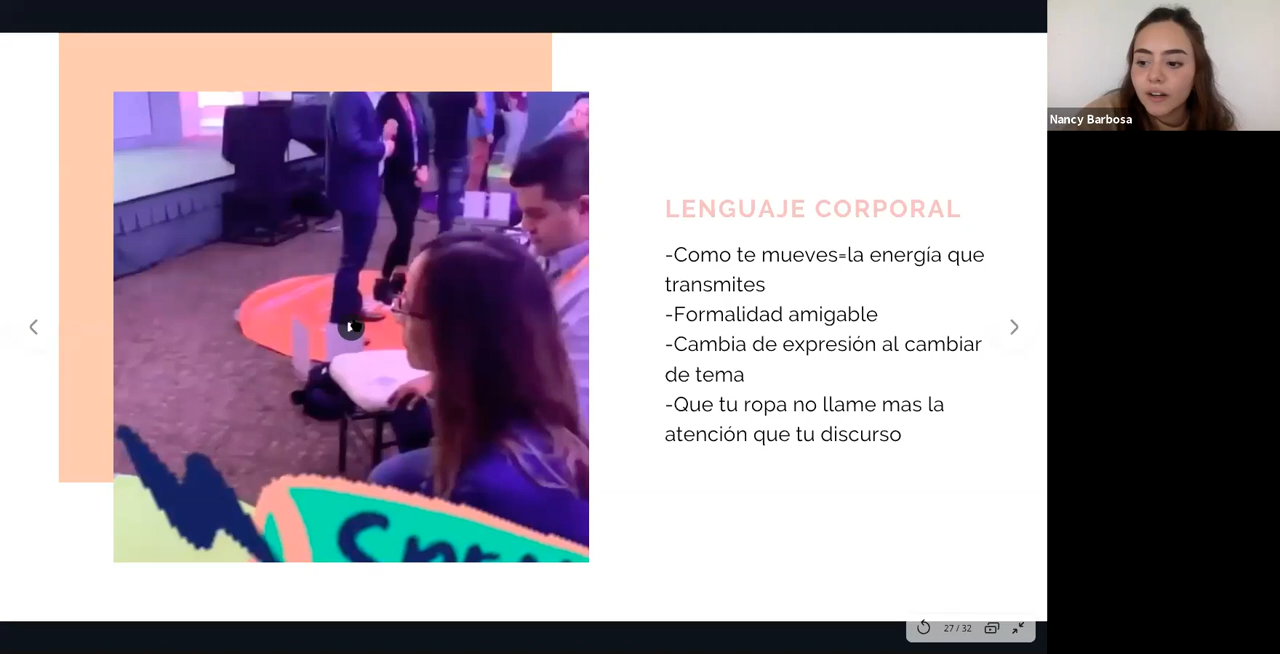 LENGUAJE CORPORAL
-Como te mueves=la energía que
transmites
-Formalidad amigable
-Cambia de expresión al cambiar
de tema
-Que tu ropa no llame mas la
atención que tu discurso
Nancy Barbosa
27 / 32